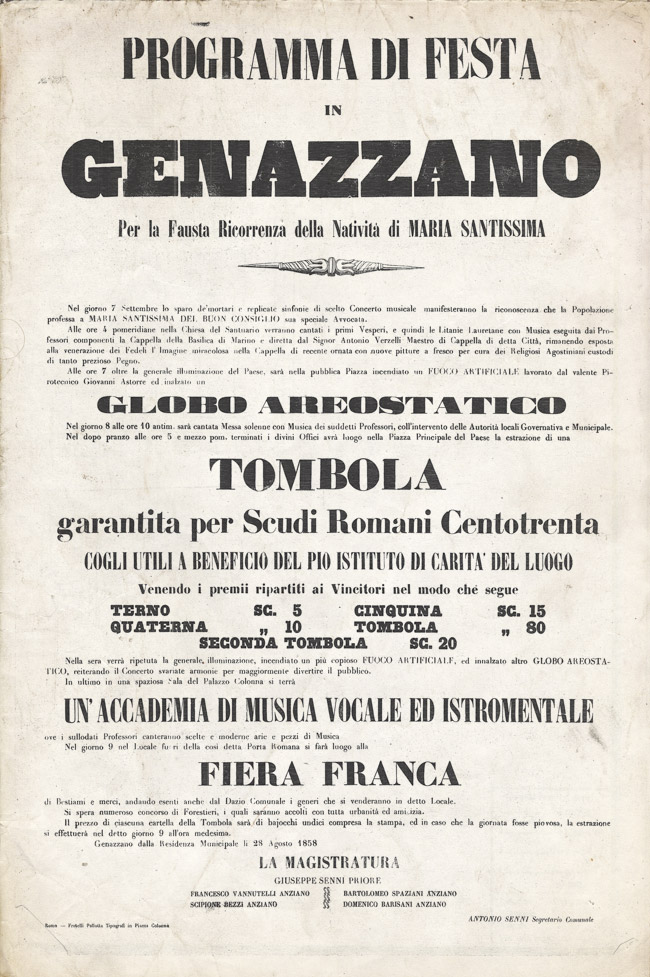 PROGRAMMA DI FESTA
IN
GENAZZANO
Per la Fausta Ricorrenza della Natività di MARIA SANTISSIMA
Nel giorno 7 Settembre lo sparo de'mortari e replicate sinfonie di scelto Concerto musicale manifesteranno la riconoscenza che la Popolazione
professa a MARIA SANTISSIMA DEL BUON CONSIGLIO sua speciale Avvocata.
Alle ore 4 pomeridiane nella Chiesa del Santuario verranno cantati i primi Vesperi, e quindi le Litanie Lauretane con Musica eseguita dai Pro-
fessori componenti la Cappella della Basilica di Marino e diretta dal Signor Antonio Verzelli Maestro di Cappella di detta Città, rimanendo esposta
alla venerazione dei Fedeli l'Imagine miracolosa nella Cappella di recente ornata con nuove pitture a fresco per cura dei Religiosi Agostiniani custodi
di tanto prezioso Pegno.
Alle ore 7 oltre la generale illuminazione del Paese, sarà nella pubblica Piazza incendiato un FUOCO ARTIFICIALE lavorato dal valente Pi-
rotecnico Giovanni Astorre ed inalzato un
GLOBO AREOSTATICO
Nel giorno 8 alle ore 10 antim. sarà cantata Messa solenne con Musica dei suddetti Professori, coll'intervento delle Autorità locali Governativa e Municipale.
Nel dopo pranzo alle ore 5 e mezzo pom. terminati i divini Offici avrà luogo nella Piazza Principale del Paese la estrazione di una
TOMBOLA
garantita per Scudi Romani Centotrenta
COGLI UTILI A BENEFICIO DEL PIO ISTITUTO DI CARITA' DEL LUOGO
Venendo i premii ripartiti ai Vincitori nel modo ché segue
TERNO SC. 5 CINQUINA SC. 15
QUATERNA „ 10 TOMBOLA „ 80
SECONDA TOMBOLA SC. 20
Nella sera verrà ripetuta la generale, illuminazione, incendiato un più copioso FUOCO ARTIFICIALE, ed innalzato altro GLOBO AREOSTA-
TICO, reiterando il Concerto svariate armonie per maggiormente divertire il pubblico.
In ultimo in una spaziosa Sala del Palazzo Colonna si terrà
UN'ACCADEMIA DI MUSICA VOCALE ED ISTROMENTALE
ove i sullodati Professori canteranno scelte e moderne arie e pezzi di Musica
Nel giorno 9 nel Locale fuori della così detta Porta Romana si farà luogo alla
FIERA FRANCA
di Bestiami e merci, andando esenti anche dal Dazio Comunale i generi che si venderanno in detto Locale.
Si spera numeroso concorso di Forestieri, i quali saranno accolti con tutta urbanità ed amicizia.
Il prezzo di ciascuna cartella della Tombola sarà di bajocchi undici compresa la stampa, ed in caso che la giornata fosse piovosa, la estrazione
si effettuerà nel detto giorno 9 all'ora medesima.
Genazzano dalla Residenza Municipale li 28 Agosto 1858
LA MAGISTRATURA
GIUSEPPE SENNI PRIORE
FRANCESCO VANNUTELLI ANZIANO BARTOLOMEO SPAZIANI ANZIANO
SCIPIONE BEZZI ANZIANO DOMENICO BARISANI ANZIANO
ANTONIO SENNI Segretario Comunale
Roma — Fratelli Pallotta Tipografi in Piazza Colonna